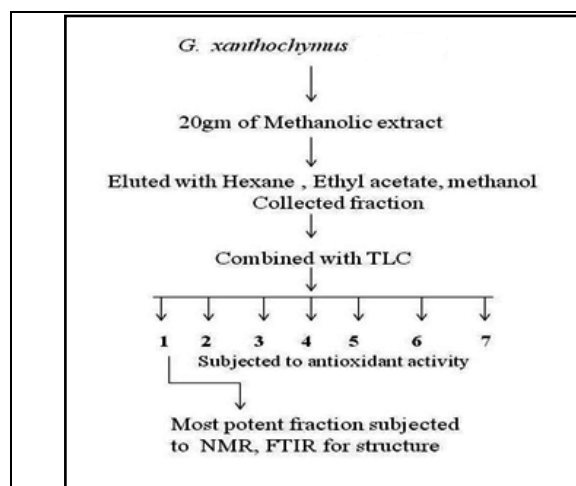 G. xanthochymus
20gm of Methanolic extract
Eluted with Hexane , Ethyl acetate, methanol
Collected fraction
Combined with TLC
1 2 3 4 5 6 7
Subjected to antioxidant activity
Most potent fraction subjected
to NMR, FTIR for structure